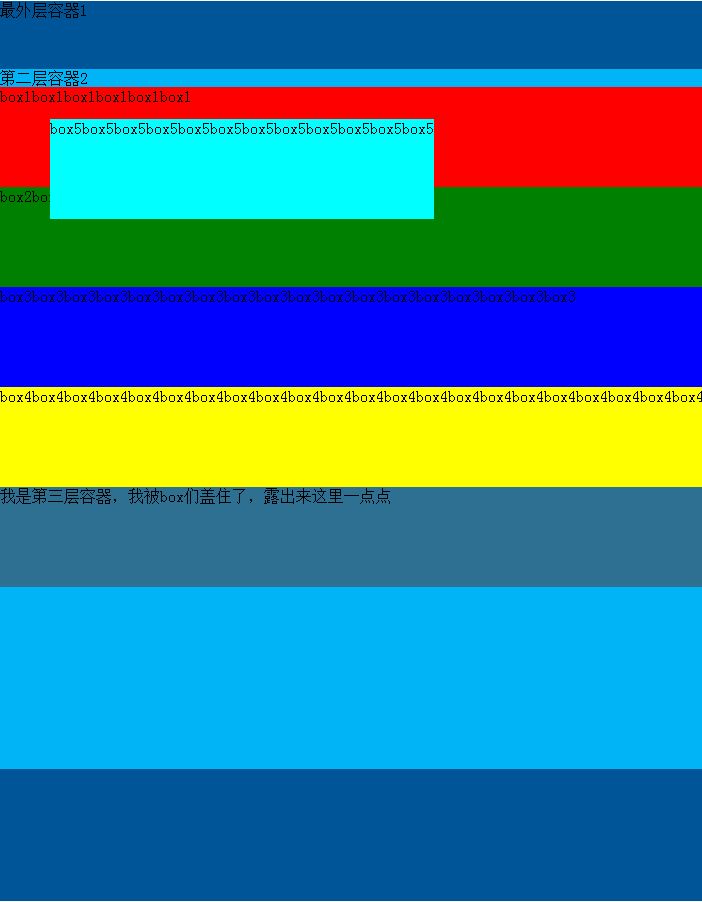 最外层容器1
第二层容器2
box1box1box1box1box1box1
box5box5box5box5box5box5box5box5box5box5box5box5
box2bo
box3box3box3box3box3box3box3box3box3box3box3box3box3box3box3box3box3box3
box4box4box4box4box4box4box4box4box4box4box4box4box4box4box4box4box4box4box4box4box4box4
我是第三层容器，我被box们盖住了，露出来这里一点点